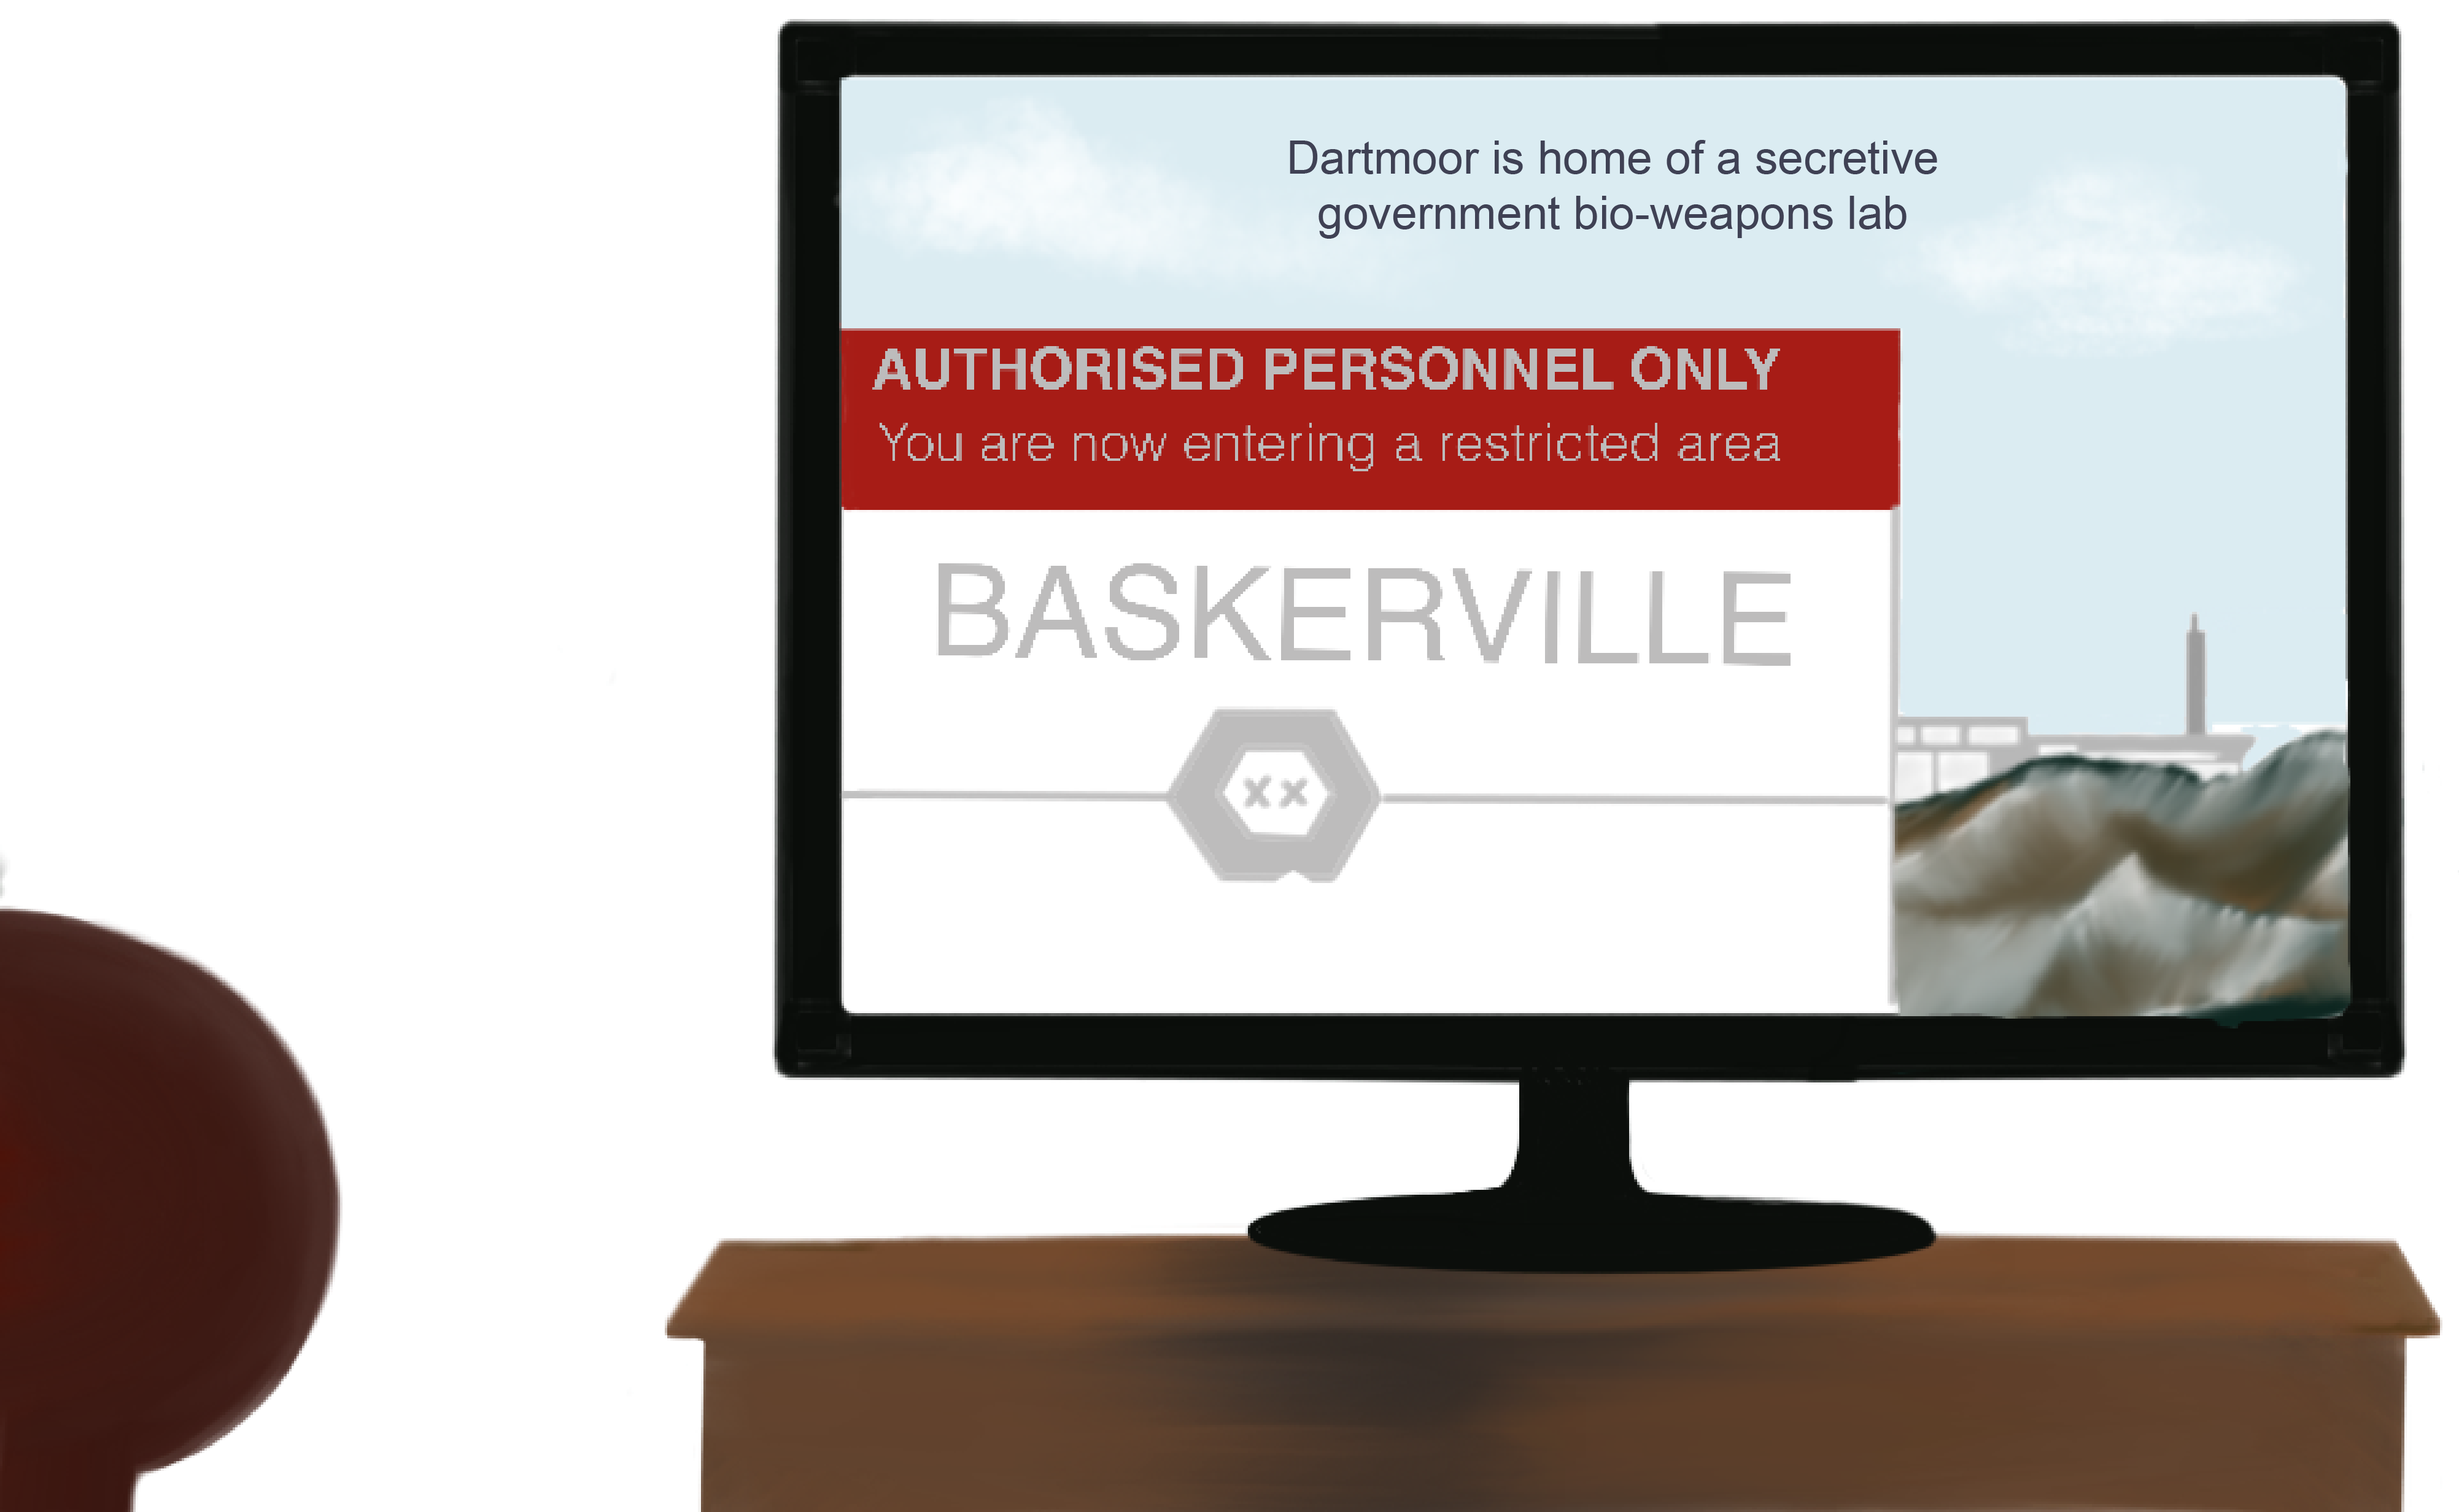 Dartmoor is home of a secretive
government bio-weapons lab
AUTHORISED PERSONNEL ONLY
You are now entering a restricted area
BASKERVILLE
xx